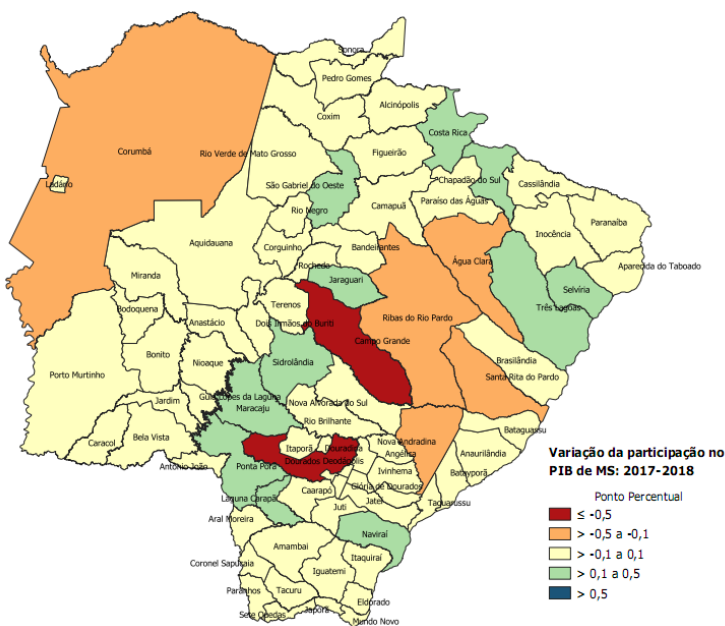 Sonora
Pedro Gomes
Alcinópolis
Coxim
Costa Rica
Corumbá
Rio Verde de Mato Grosso
Figueirão
Chapadão do Sul
Cassilândia
Ladário
São Gabriel do Oeste
Camapuã
Paraíso das Águas
Rio Negro
Paranaíba
Inocência
Aquidauana
Corguinho
Bandeirantes
Água Clara
Rochedo
Aparecida do Taboado
Miranda
Jaraguari
Selvíria
Bodoquena
Terenos
Três Lagoas
Ribas do Rio Pardo
Anastácio
Dois Irmãos do Buriti
Campo Grande
Bonito
Nioaque
Sidrolândia
Brasilândia
Porto Murtinho
Santa Rita do Pardo
Jardim
Guia Lopes da Laguna
Nova Alvorada do Sul
Maracaju
Rio Brilhante
Bataguassu
Caracol
Bela Vista
Itaporã
Douradina
Nova Andradina
Angélica
Anaurilândia
Antônio João
Ponta Porã
Dourados
Deodápolis
Ivinhema
Batayporã
Caarapó
Glória de Dourados
Laguna Carapã
Jateí
Taquarussu
Juti
Aral Moreira
Naviraí
Amambai
Itaquiraí
Coronel Sapucaia
Iguatemi
Paranhos
Tacuru
Eldorado
Sete Quedas
Japorã
Mundo Novo
Variação da participação no
PIB de MS: 2017-2018
Ponto Percentual
≤ -0,5
> -0,5 a -0,1
> -0,1 a 0,1
> 0,1 a 0,5
> 0,5